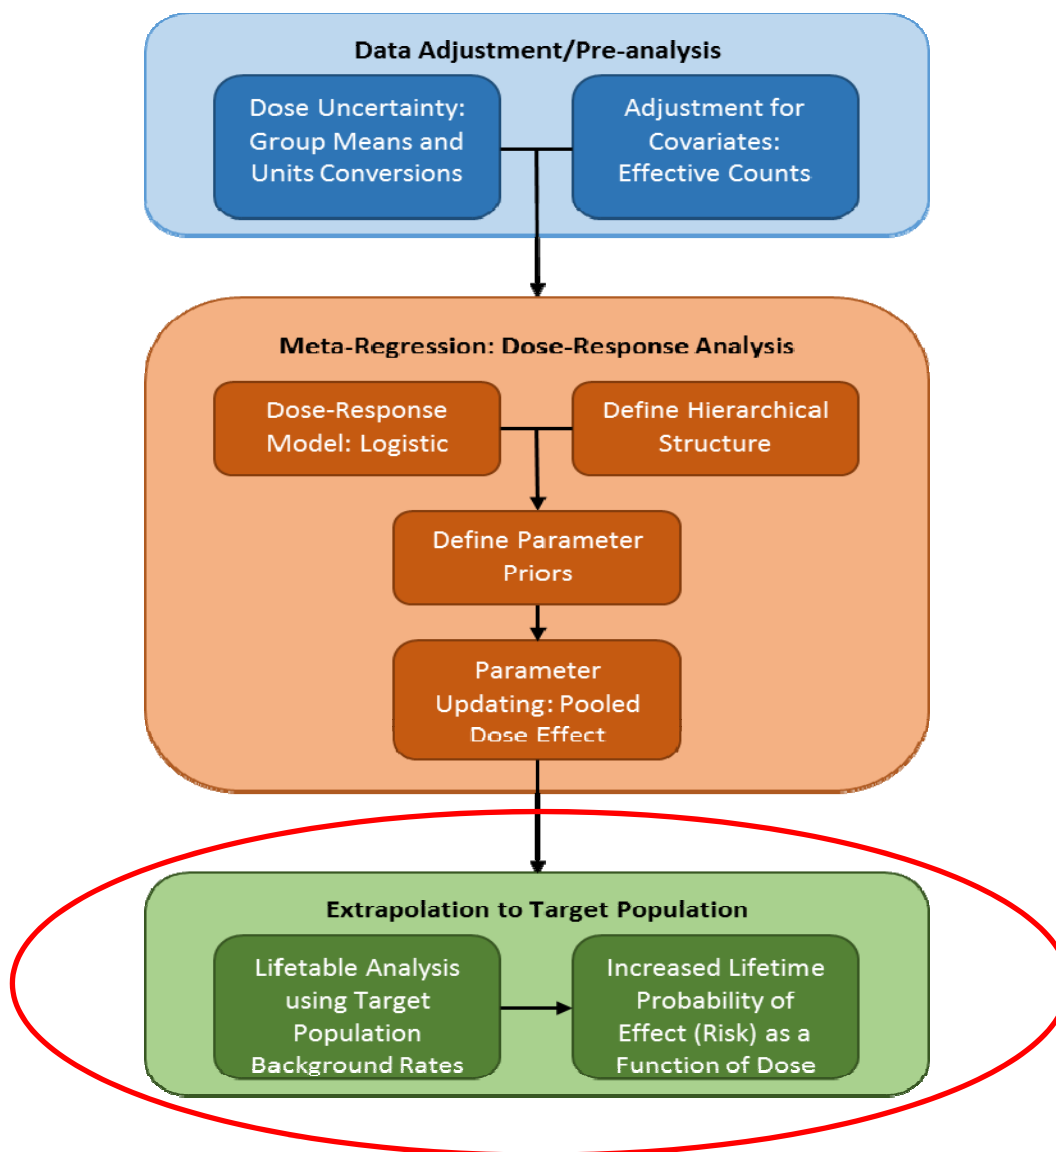 Data Adjustment/Pre-analysis
Dose Uncertainty:
Group Means and
Units Conversions
Adjustment for
Covariates:
Effective Counts
Meta-Regression: Dose-Response Analysis
Dose-Response
Model: Logistic
Define Hierarchical
Structure
Define Parameter
Priors
Parameter
Updating: Pooled
Dose Effect
Extrapolation to Target Population
Lifetable Analysis
using Target
Population
Background Rates
Increased Lifetime
Probability of
Effect (Risk) as a
Function of Dose